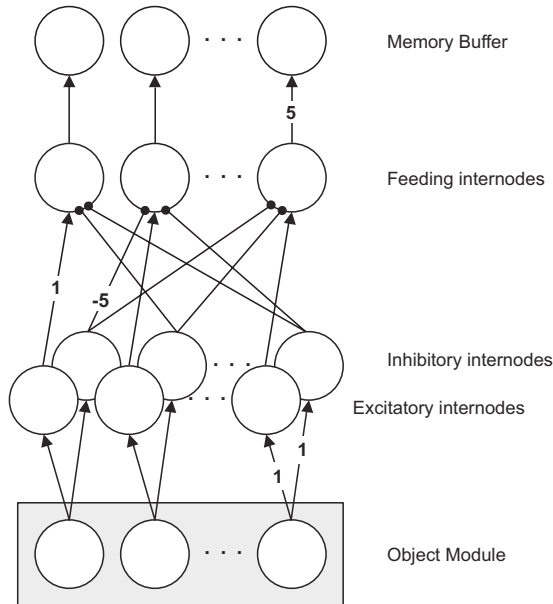 Memory Buffer
5
Feeding internodes
1
-5
Inhibitory internodes
Excitatory internodes
1
1
Object Module